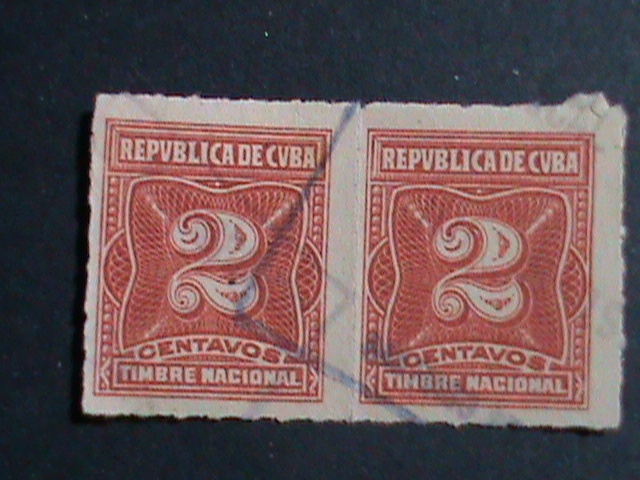 REPVBLICA DE CVBA
2
CENTAVOS
TIMBRE NACIONAL
REPVBLICA DE CVBA
2
CENTAVOS
TIMBRE NACIONAL